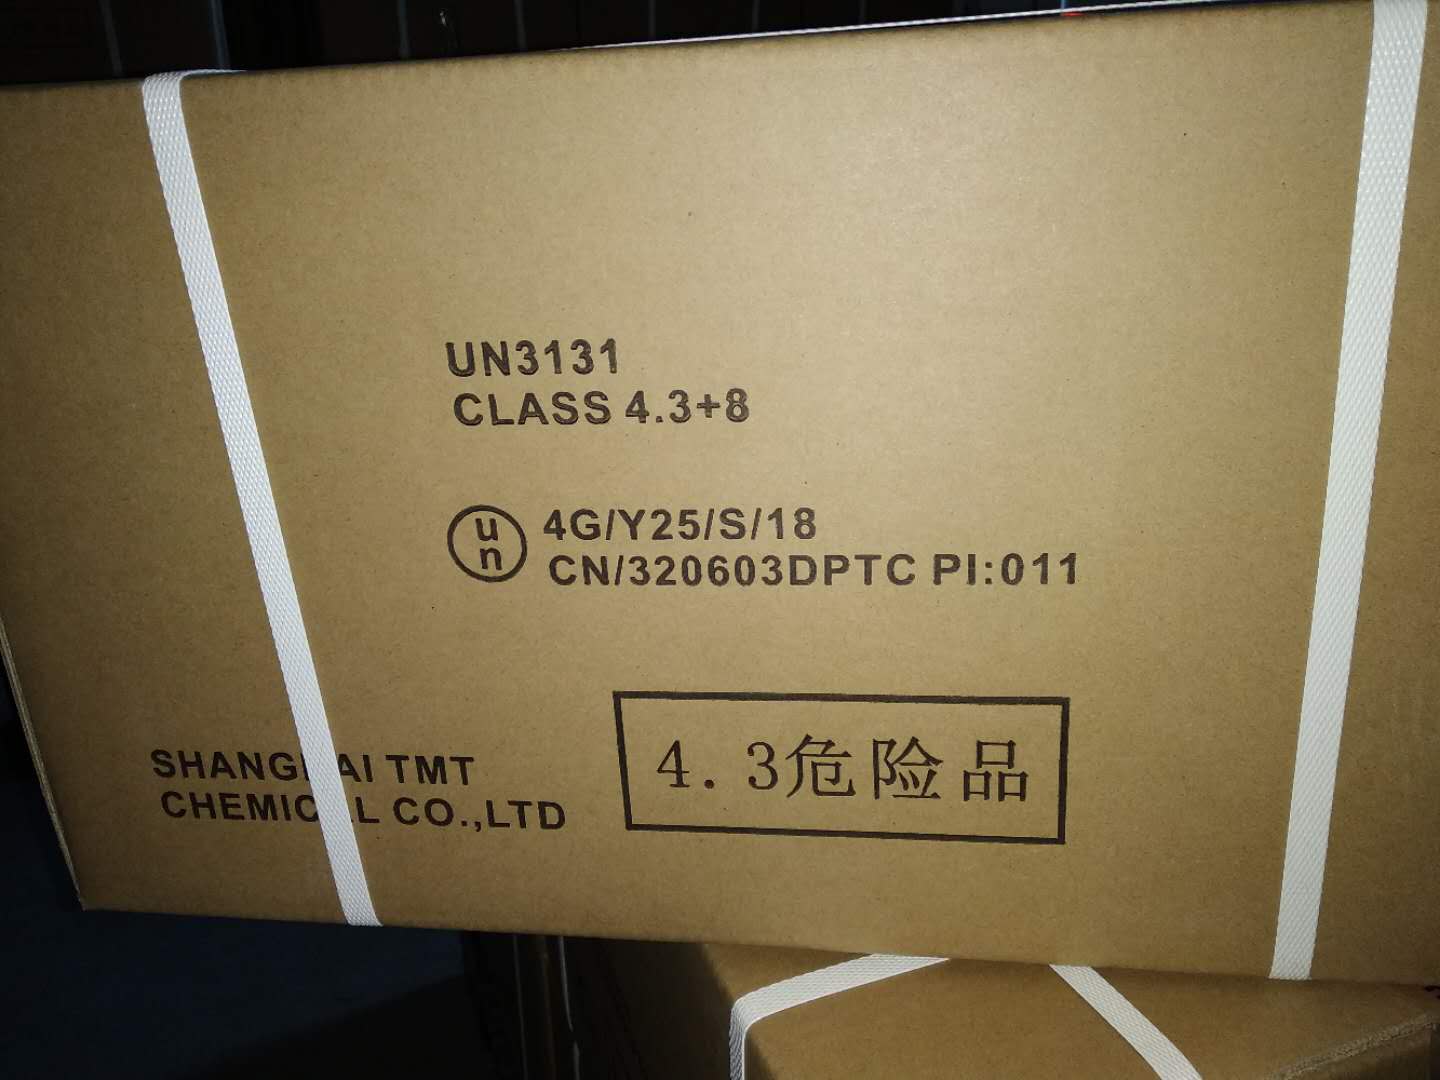 UN3131
CLASS 4.3+8
un 4G/Y25/S/18
CN/320603DPTC PI:011
SHANGHAI TMT
CHEMICAL CO.,LTD
4.3危险品